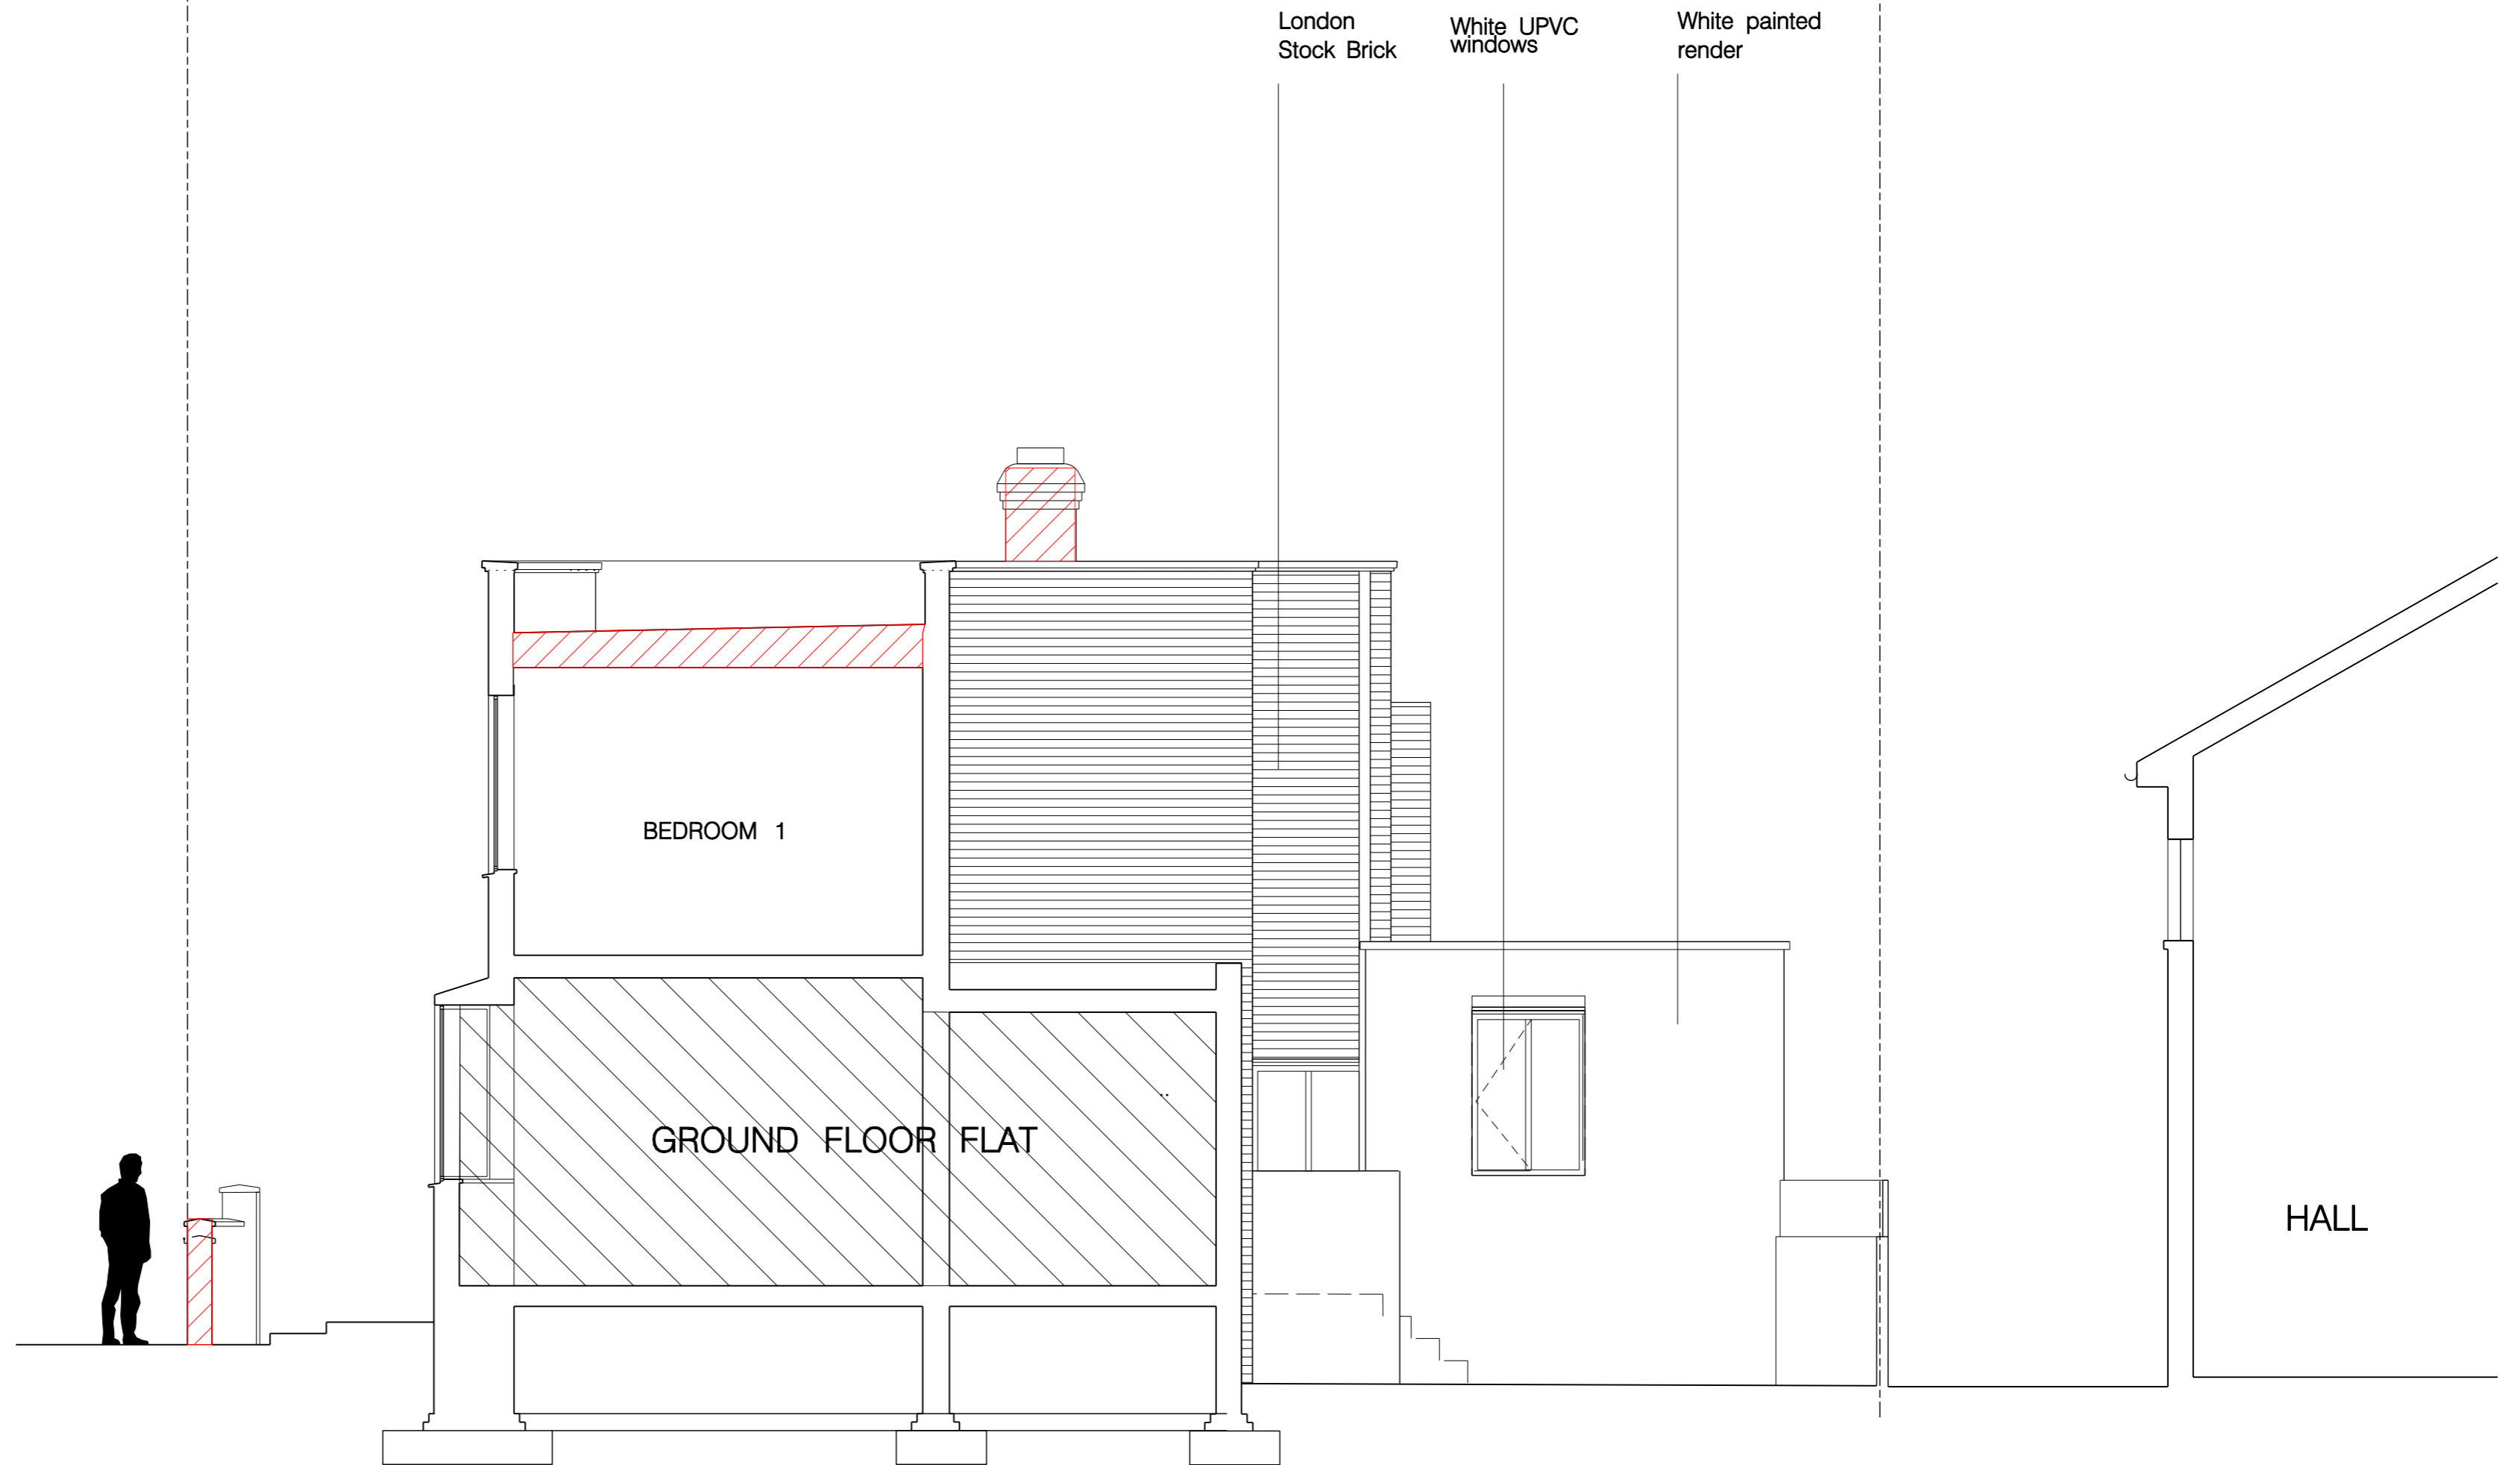 London
Stock Brick
White UPVC
windows
White painted
render
BEDROOM 1
GROUND FLOOR FLAT
HALL